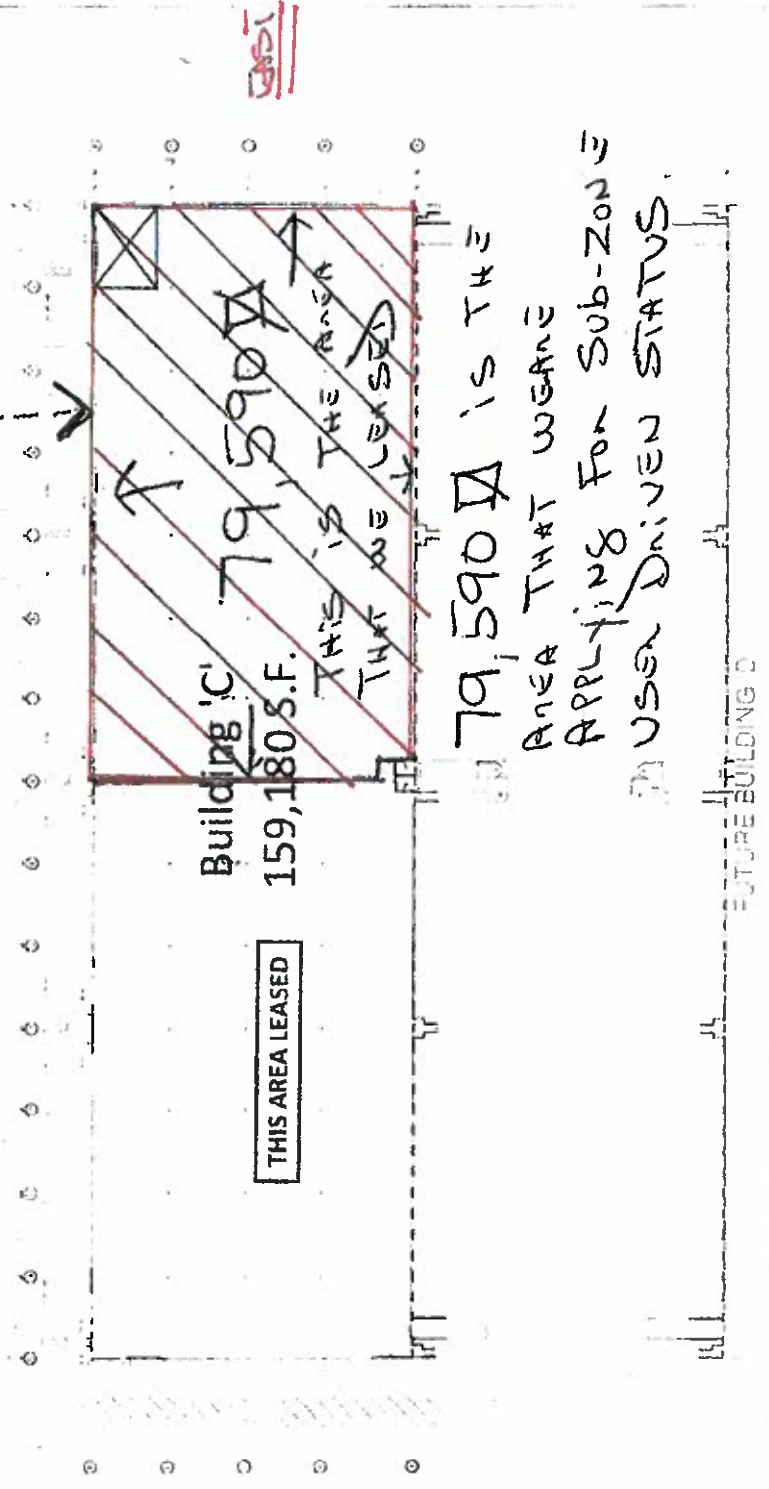 EAST
Building 'C'
159,180 S.F.
THIS AREA LEASED
79,590 ⍁
THIS IS THE AREA
THAT WE LEASED
79,590 ⍁ IS THE
AREA THAT WE ARE
APPLYING FOR SUB-ZONE
USER DRIVEN STATUS.
FUTURE BUILDING D